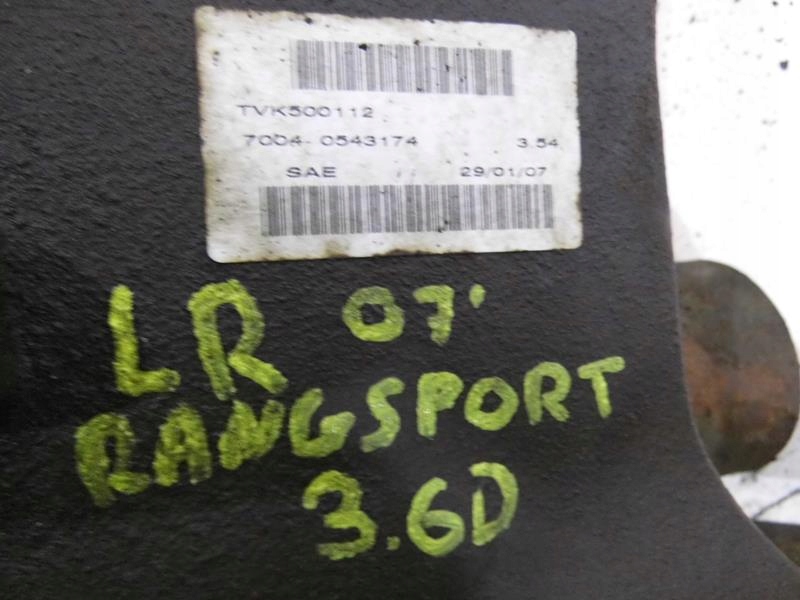 TVK500112
7004 0543174 3.54
SAE 29/01/07
LR 07'
RANGSPORT
3.6D